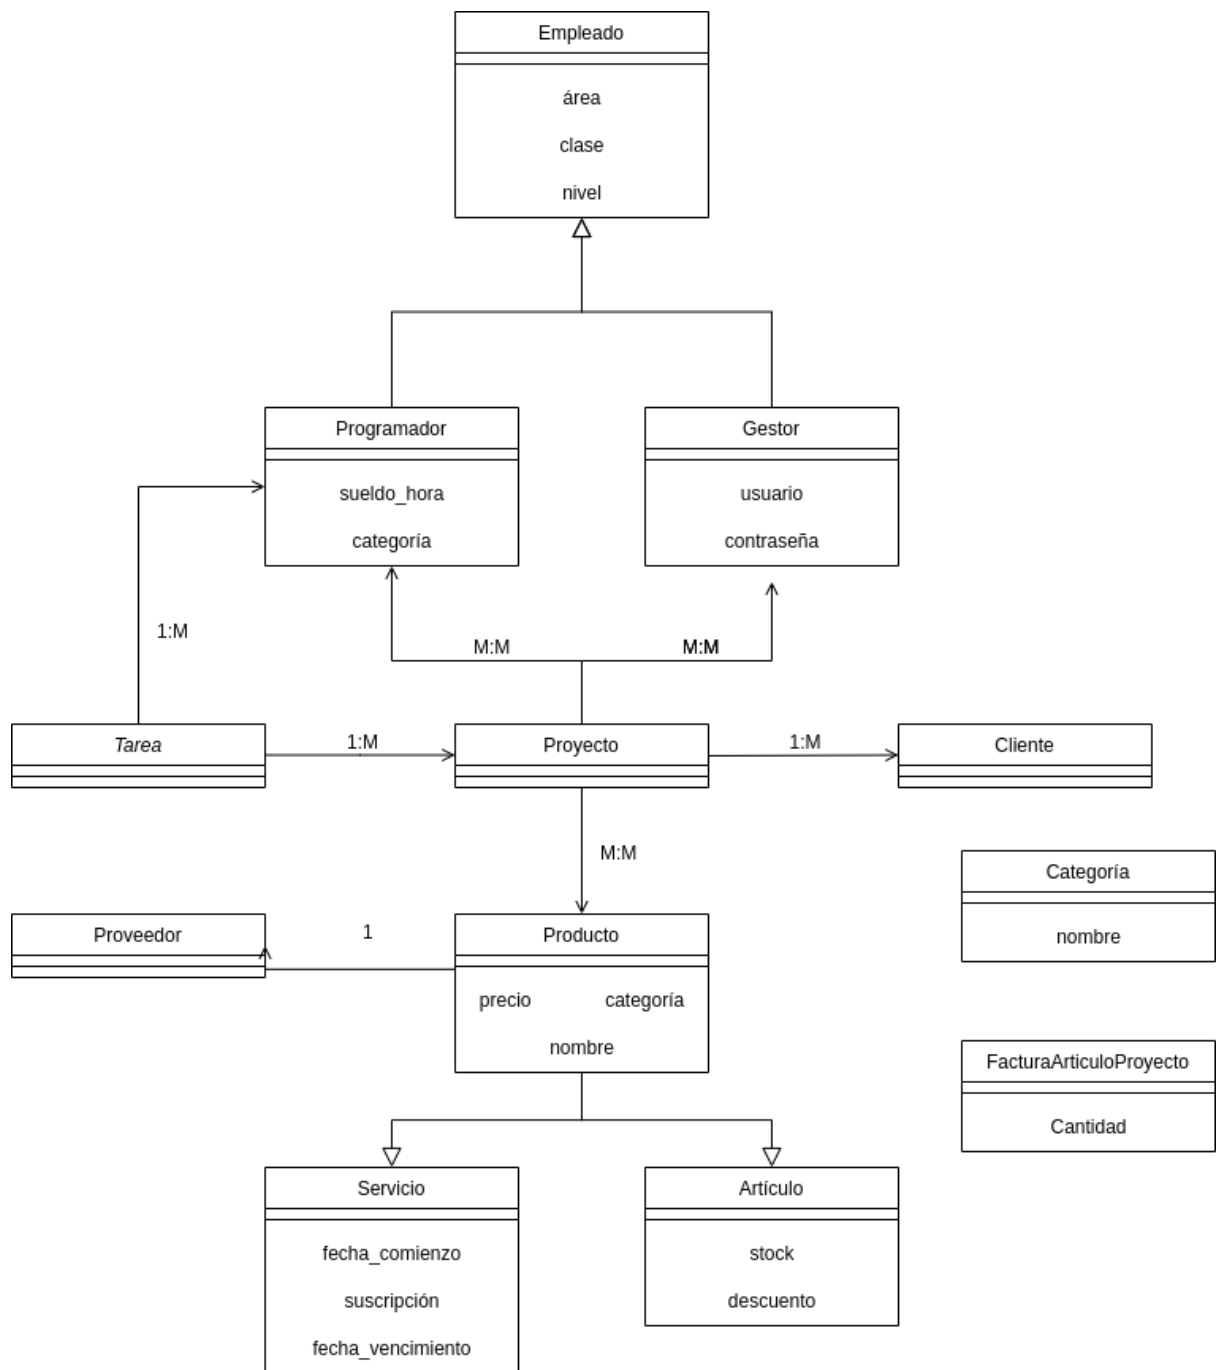 Empleado
área
clase
nivel
Programador
Gestor
sueldo_hora
usuario
categoría
contraseña
1:M
M:M
M:M
Tarea
1:M
Proyecto
1:M
Cliente
M:M
Categoría
nombre
Proveedor
1
Producto
precio categoría
nombre
FacturaArticuloProyecto
Cantidad
Servicio
Artículo
fecha_comienzo
stock
suscripción
descuento
fecha_vencimiento